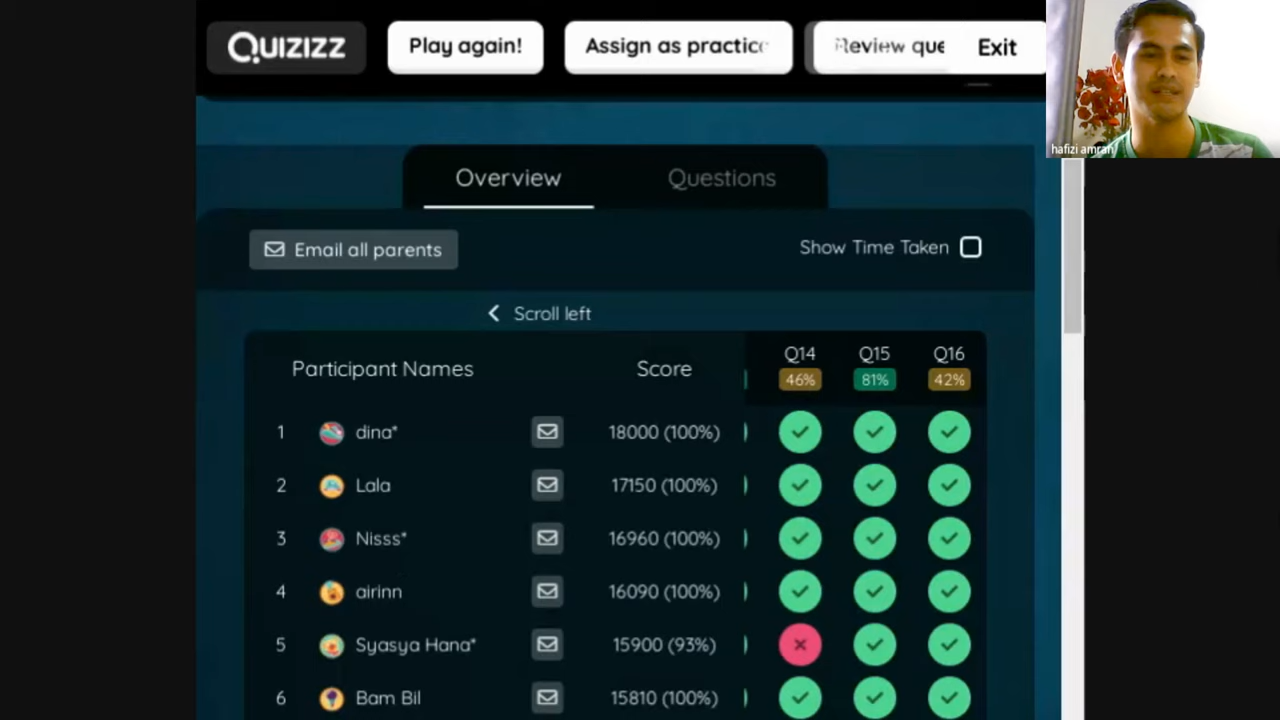 QUIZIZZ
Play again!
Assign as practic
Review que
Exit
hafizi amran
Overview
Questions
Email all parents
Show Time Taken
Scroll left
Participant Names Score Q14 Q15 Q16
46% 81% 42%
1 dina* 18000 (100%)
2 Lala 17150 (100%)
3 Nisss* 16960 (100%)
4 airinn 16090 (100%)
5 Syasya Hana* 15900 (93%)
6 Bam Bil 15810 (100%)